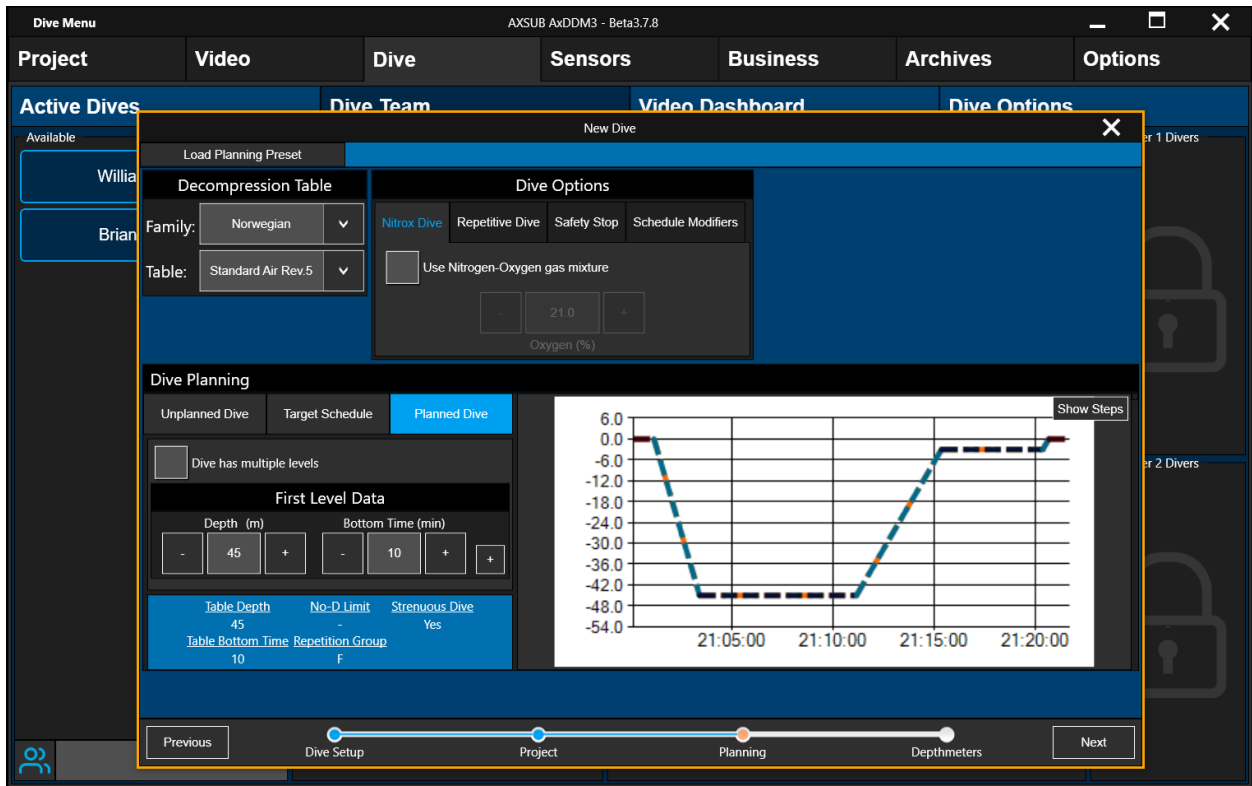 Dive Menu
AXSUB AxDDM3 - Beta3.7.8
Project Video Dive Sensors Business Archives Options
Active Dives Dive Team Video Dashboard Dive Options
Available
New Dive
er 1 Divers
Load Planning Preset
Willia
Decompression Table
Dive Options
Brian
Family: Norwegian
Nitrox Dive Repetitive Dive Safety Stop Schedule Modifiers
Table: Standard Air Rev.5
Use Nitrogen-Oxygen gas mixture
- 21.0 +
Oxygen (%)
Dive Planning
Unplanned Dive Target Schedule Planned Dive
Show Steps
Dive has multiple levels
er 2 Divers
First Level Data
Depth (m) Bottom Time (min)
- 45 + - 10 + +
Table Depth No-D Limit Strenuous Dive
45 - Yes
Table Bottom Time Repetition Group
10 F
6.0
0.0
-6.0
-12.0
-18.0
-24.0
-30.0
-36.0
-42.0
-48.0
-54.0
21:05:00 21:10:00 21:15:00 21:20:00
Previous
Dive Setup Project Planning Depthmeters
Next